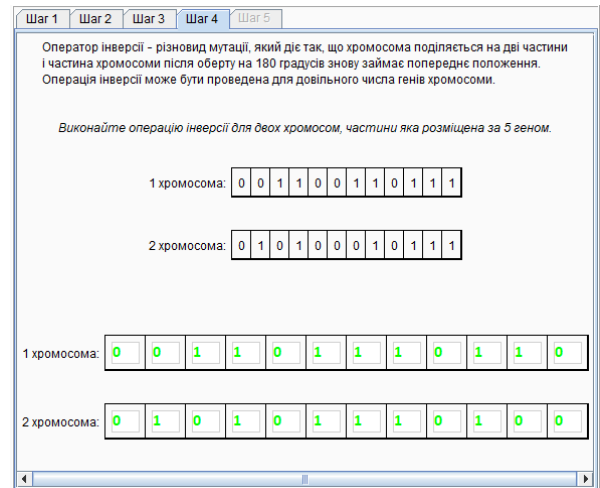 Шаг 1 Шаг 2 Шаг 3 Шаг 4 Шаг 5
Оператор інверсії - різновид мутації, який діє так, що хромосома поділяється на дві частини
і частина хромосоми після оберту на 180 градусів знову займає попереднє положення.
Операція інверсії може бути проведена для довільного числа генів хромосоми.
Виконайте операцію інверсії для двох хромосом, частини яка розміщена за 5 геном.
1 хромосома: 0 0 1 1 0 0 1 1 0 1 1 1
2 хромосома: 0 1 0 1 0 0 0 1 0 1 1 1
1 хромосома: 0 0 1 1 0 1 1 1 0 1 1 0
2 хромосома: 0 1 0 1 0 1 1 1 0 1 0 0